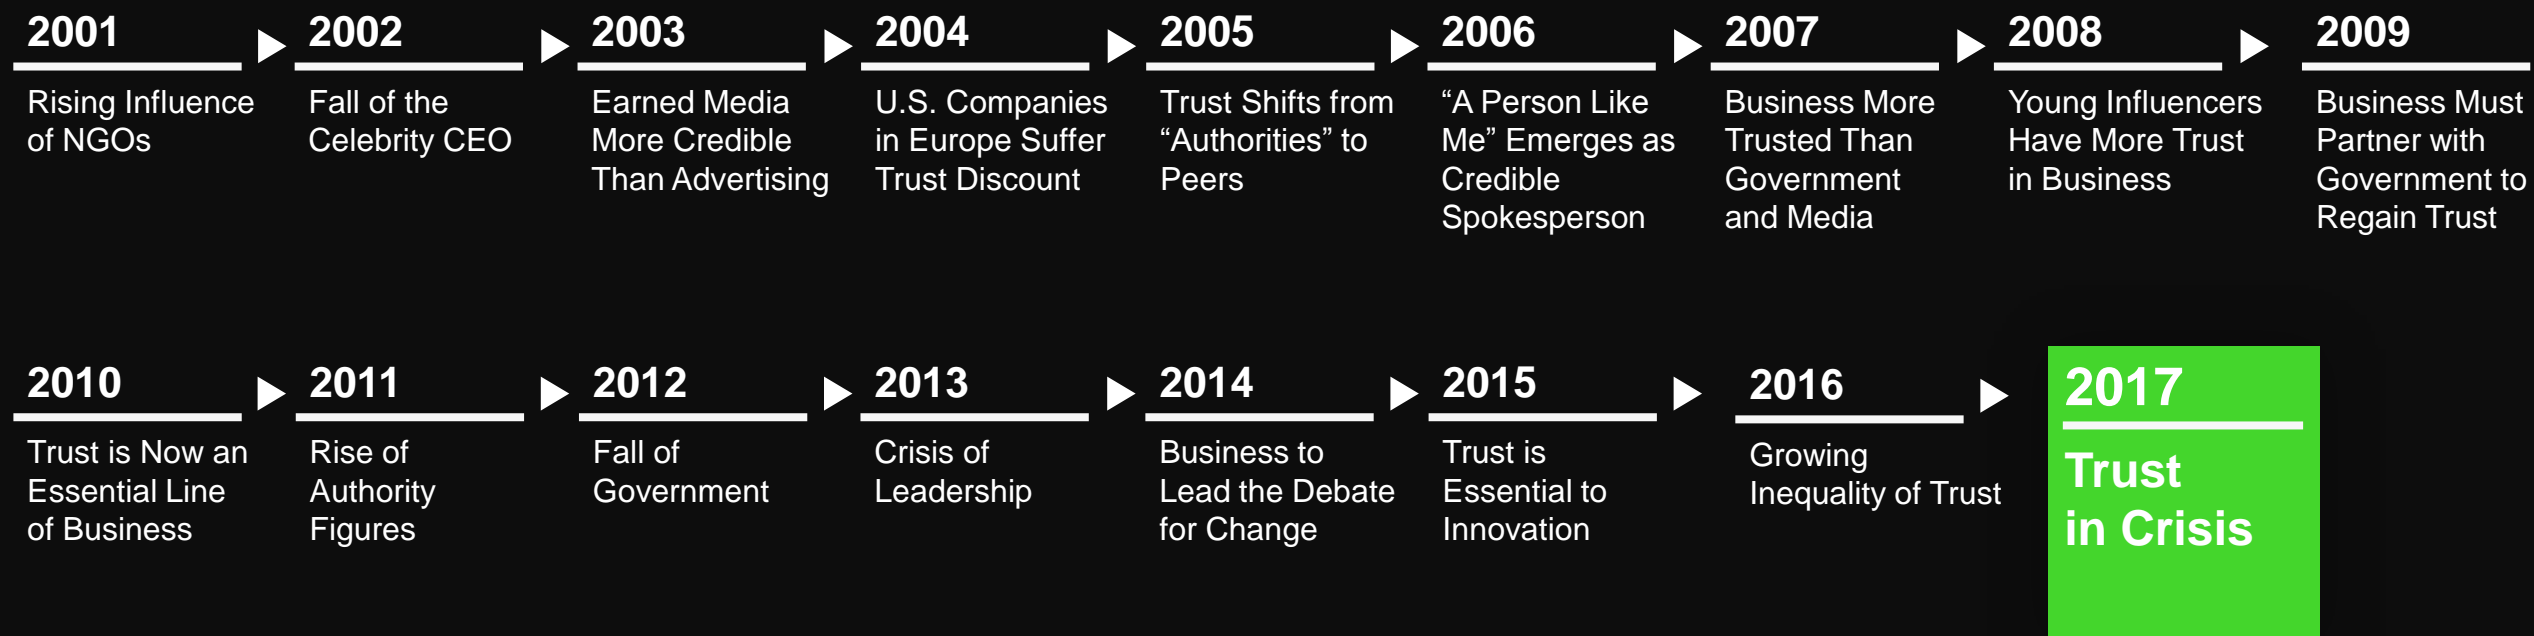 2001
Rising Influence
of NGOs
2002
Fall of the
Celebrity CEO
2003
Earned Media
More Credible
Than Advertising
2004
U.S. Companies
in Europe Suffer
Trust Discount
2005
Trust Shifts from
“Authorities” to
Peers
2006
“A Person Like
Me” Emerges as
Credible
Spokesperson
2007
Business More
Trusted Than
Government
and Media
2008
Young Influencers
Have More Trust
in Business
2009
Business Must
Partner with
Government to
Regain Trust
2010
Trust is Now an
Essential Line
of Business
2011
Rise of
Authority
Figures
2012
Fall of
Government
2013
Crisis of
Leadership
2014
Business to
Lead the Debate
for Change
2015
Trust is
Essential to
Innovation
2016
Growing
Inequality of Trust
2017
Trust
in Crisis